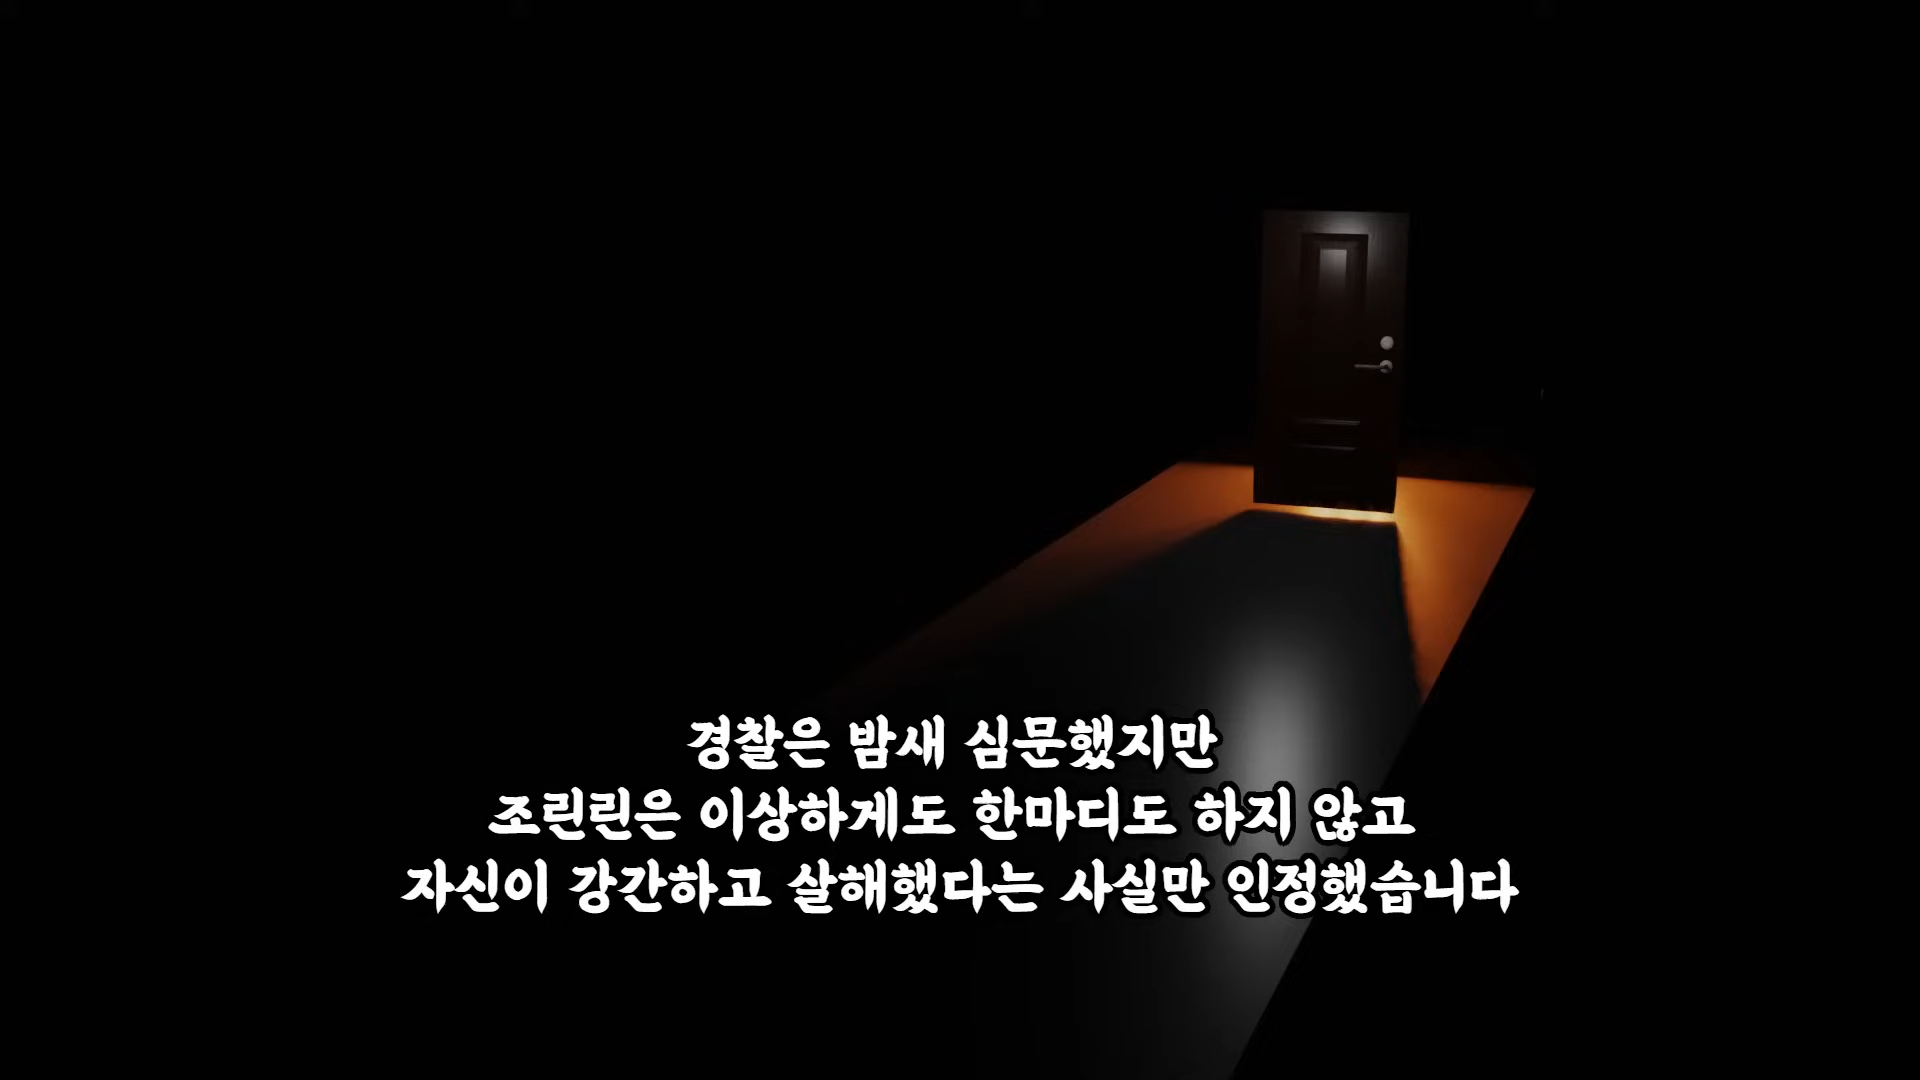 경찰은 밤새 심문했지만
조린린은 이상하게도 한마디도 하지 않고
자신이 강간하고 살해했다는 사실만 인정했습니다